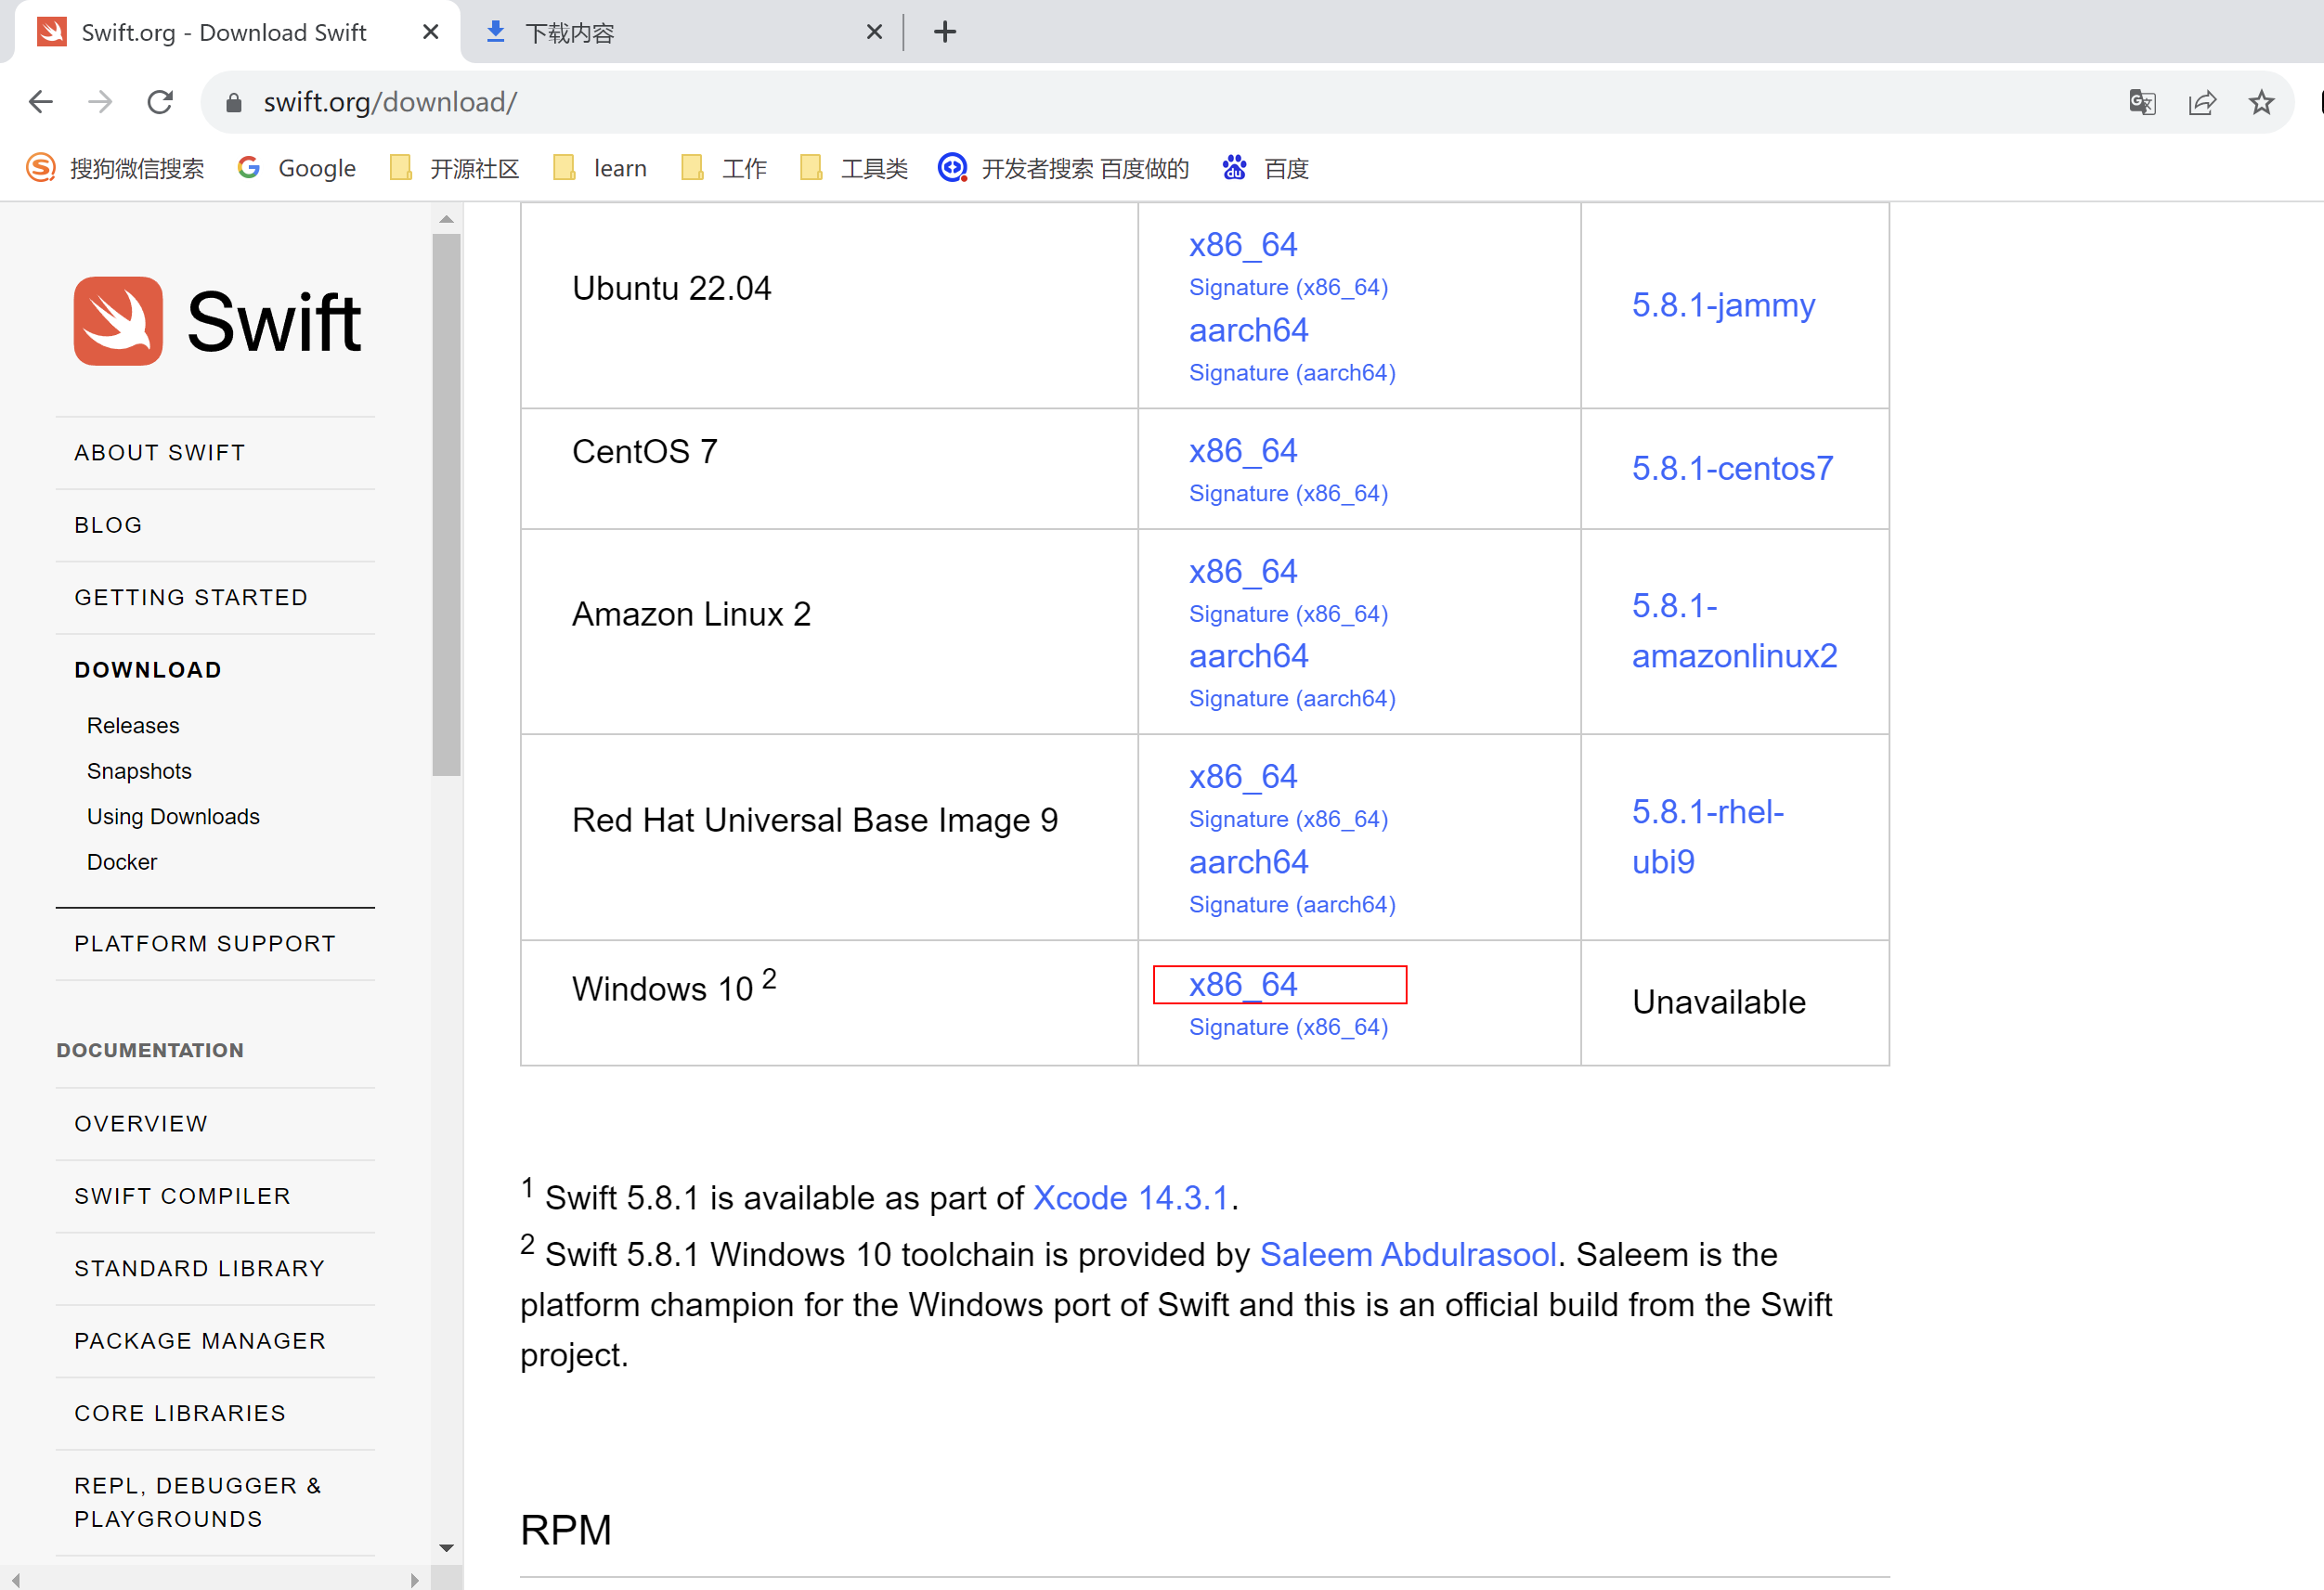 Swift.org - Download Swift
下载内容
swift.org/download/
搜狗微信搜索
Google
开源社区
learn
工作
工具类
开发者搜索 百度做的
百度
Swift
ABOUT SWIFT
BLOG
GETTING STARTED
DOWNLOAD
Releases
Snapshots
Using Downloads
Docker
PLATFORM SUPPORT
DOCUMENTATION
OVERVIEW
SWIFT COMPILER
STANDARD LIBRARY
PACKAGE MANAGER
CORE LIBRARIES
REPL, DEBUGGER &
PLAYGROUNDS
Ubuntu 22.04
x86_64
Signature (x86_64)
aarch64
Signature (aarch64)
5.8.1-jammy
CentOS 7
x86_64
Signature (x86_64)
5.8.1-centos7
Amazon Linux 2
x86_64
Signature (x86_64)
aarch64
Signature (aarch64)
5.8.1-
amazonlinux2
Red Hat Universal Base Image 9
x86_64
Signature (x86_64)
aarch64
Signature (aarch64)
5.8.1-rhel-
ubi9
Windows 10 2
x86_64
Signature (x86_64)
Unavailable
1 Swift 5.8.1 is available as part of Xcode 14.3.1.
2 Swift 5.8.1 Windows 10 toolchain is provided by Saleem Abdulrasool. Saleem is the
platform champion for the Windows port of Swift and this is an official build from the Swift
project.
RPM